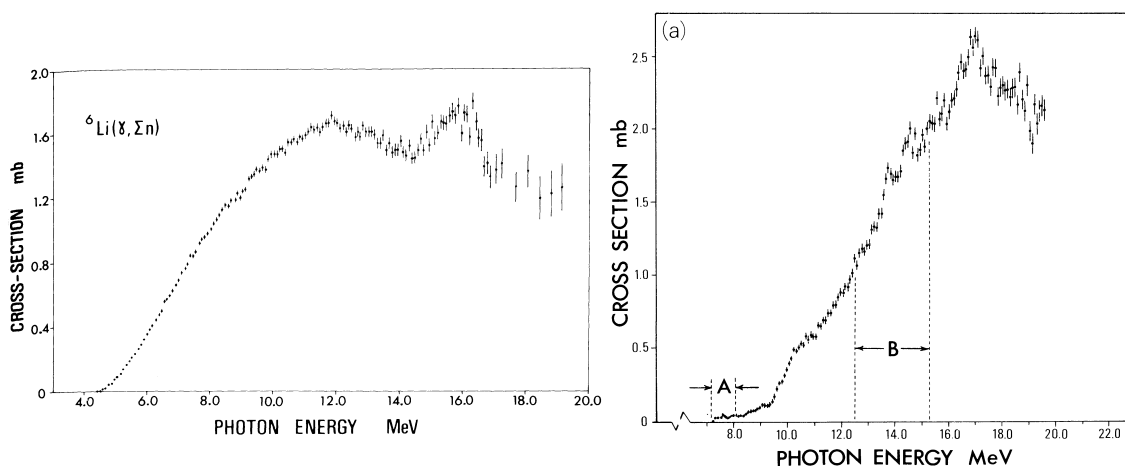 2.0
1.6
1.2
0.8
0.4
0
⁶Li(γ,Σn)
CROSS-SECTION mb
4.0 6.0 8.0 10.0 12.0 14.0 16.0 18.0 20.0
PHOTON ENERGY MeV
(a)
2.5
2.0
1.5
1.0
0.5
0
A
B
CROSS SECTION mb
8.0 10.0 12.0 14.0 16.0 18.0 20.0 22.0
PHOTON ENERGY MeV